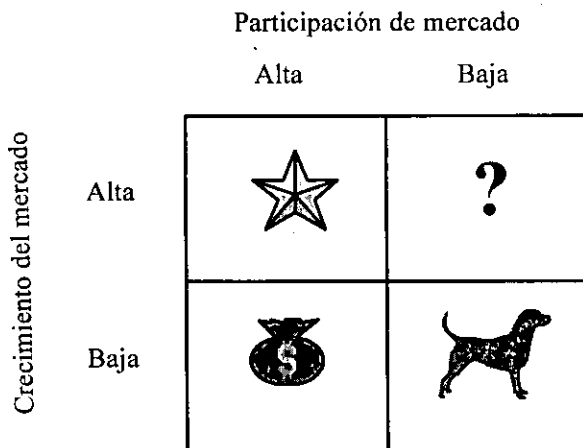 Participación de mercado
Alta
Baja
Crecimiento del mercado
Alta
?
Baja
$